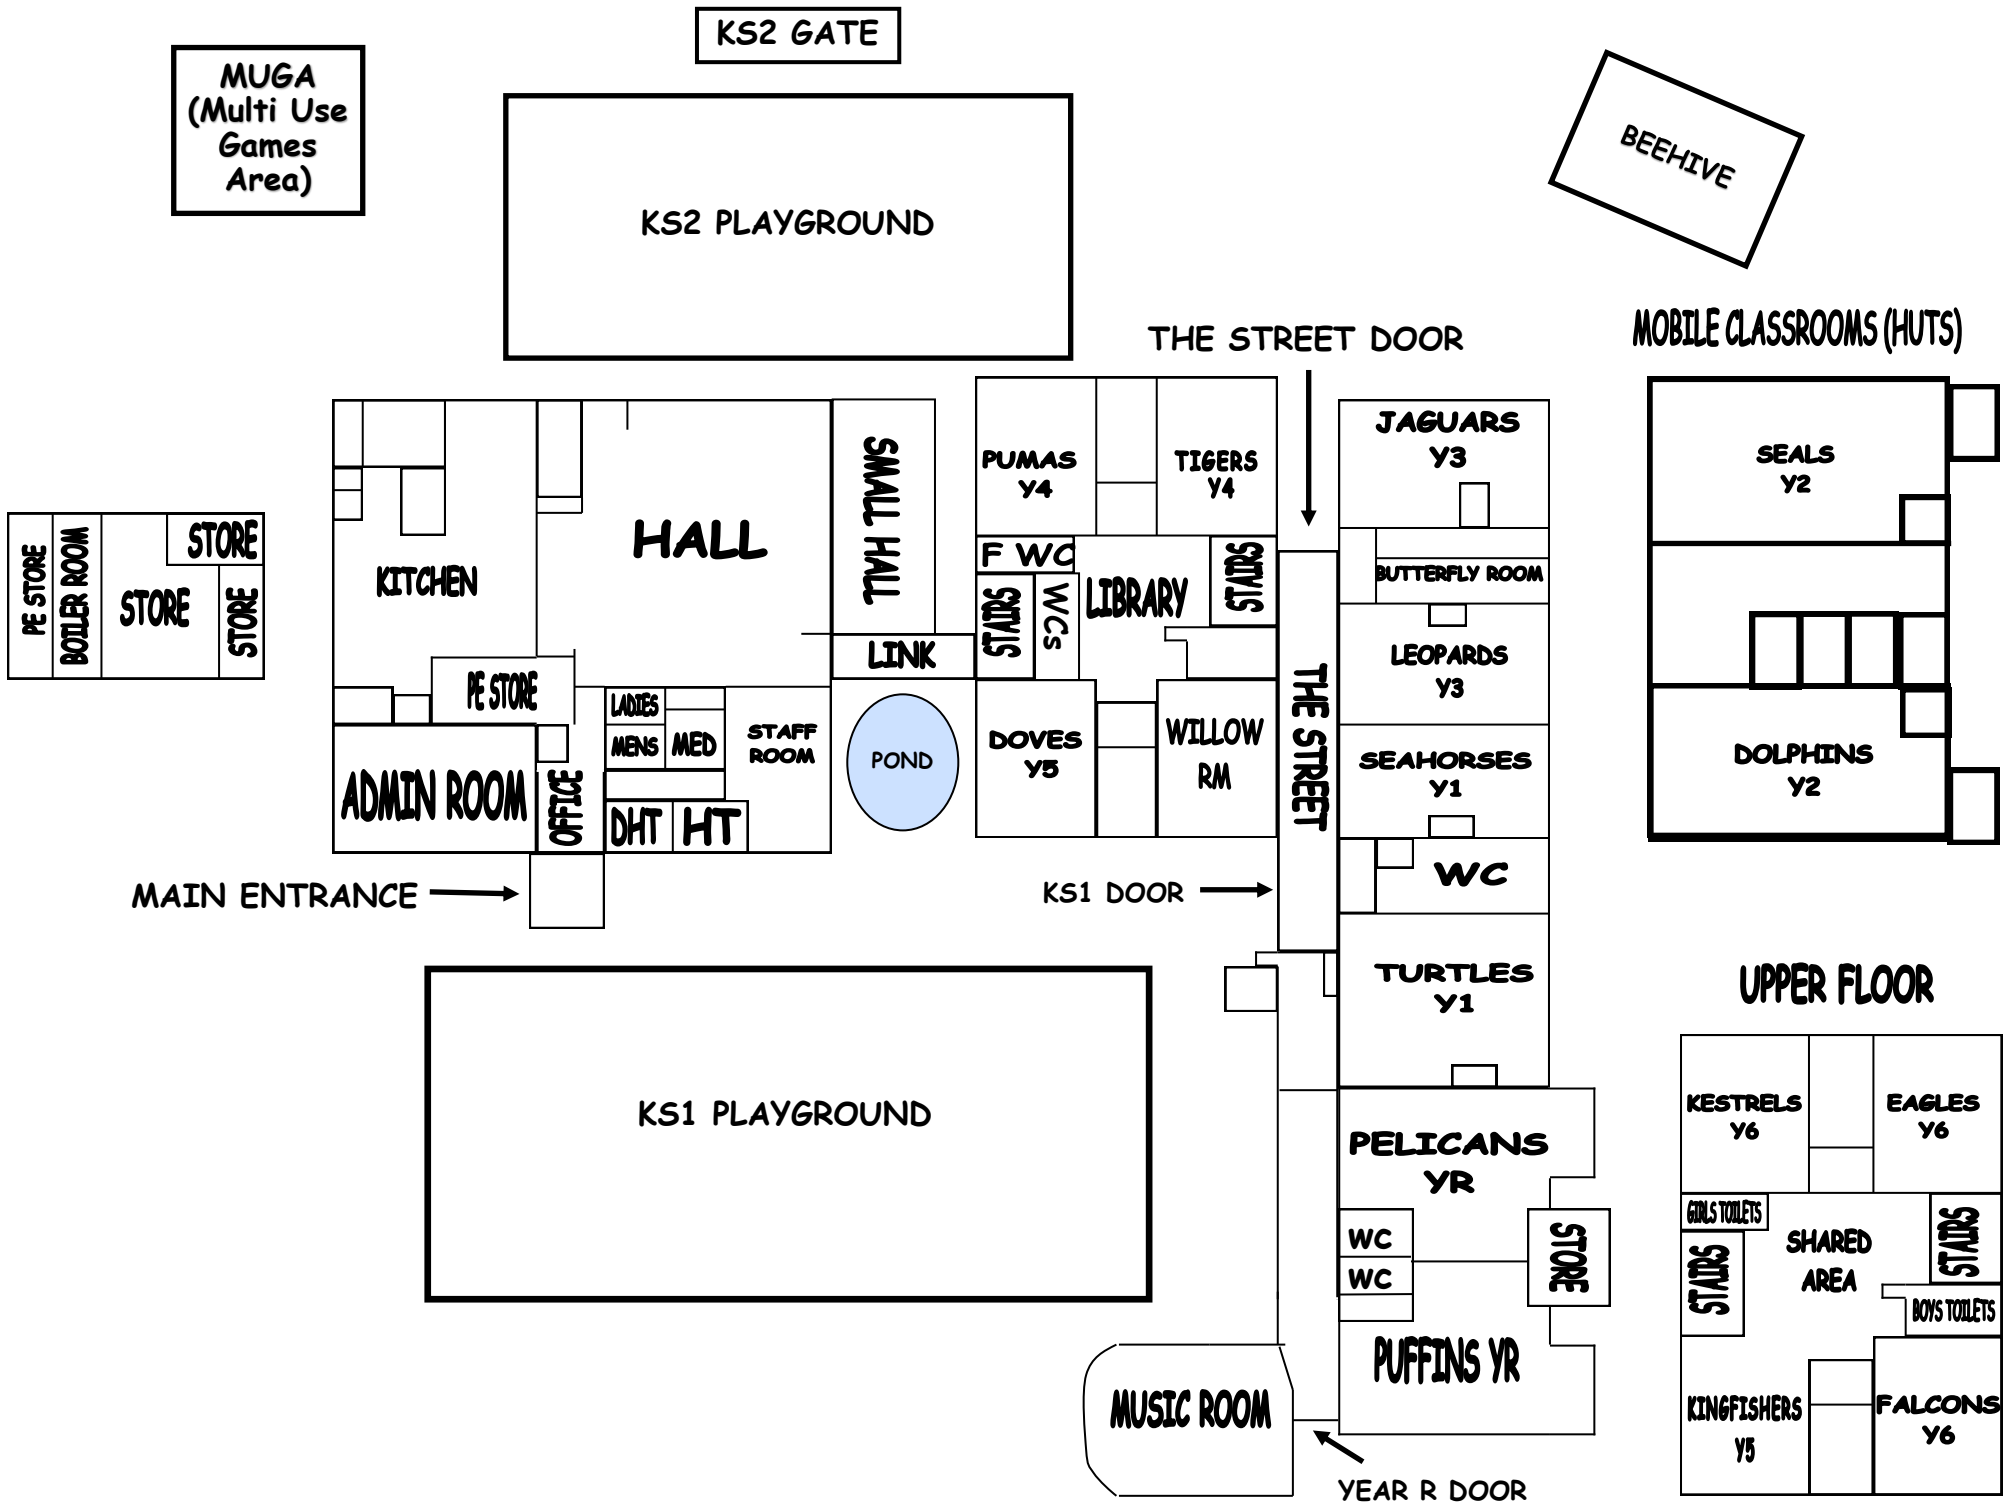 KS2 GATE
MUGA
(Multi Use
Games
Area)
BEEHIVE
KS2 PLAYGROUND
THE STREET DOOR
MOBILE CLASSROOMS (HUTS)
JAGUARS
Y3
SEALS
Y2
PUMAS
Y4
TIGERS
Y4
SMALL HALL
HALL
KITCHEN
PE STORE
BOILER ROOM
STORE
STORE
STORE
F WC
STAIRS
WCs
LIBRARY
STAIRS
BUTTERFLY ROOM
LINK
LEOPARDS
Y3
THE STREET
PE STORE
LADIES
MENS
MED
STAFF
ROOM
POND
DOVES
Y5
WILLOW
RM
SEAHORSES
Y1
DOLPHINS
Y2
ADMIN ROOM
OFFICE
DHT
HT
MAIN ENTRANCE
KS1 DOOR
WC
TURTLES
Y1
UPPER FLOOR
KS1 PLAYGROUND
PELICANS
YR
WC
WC
STORE
PUFFINS YR
MUSIC ROOM
YEAR R DOOR
KESTRELS
Y6
EAGLES
Y6
GIRLS TOILETS
STAIRS
SHARED
AREA
STAIRS
BOYS TOILETS
KINGFISHERS
Y5
FALCONS
Y6